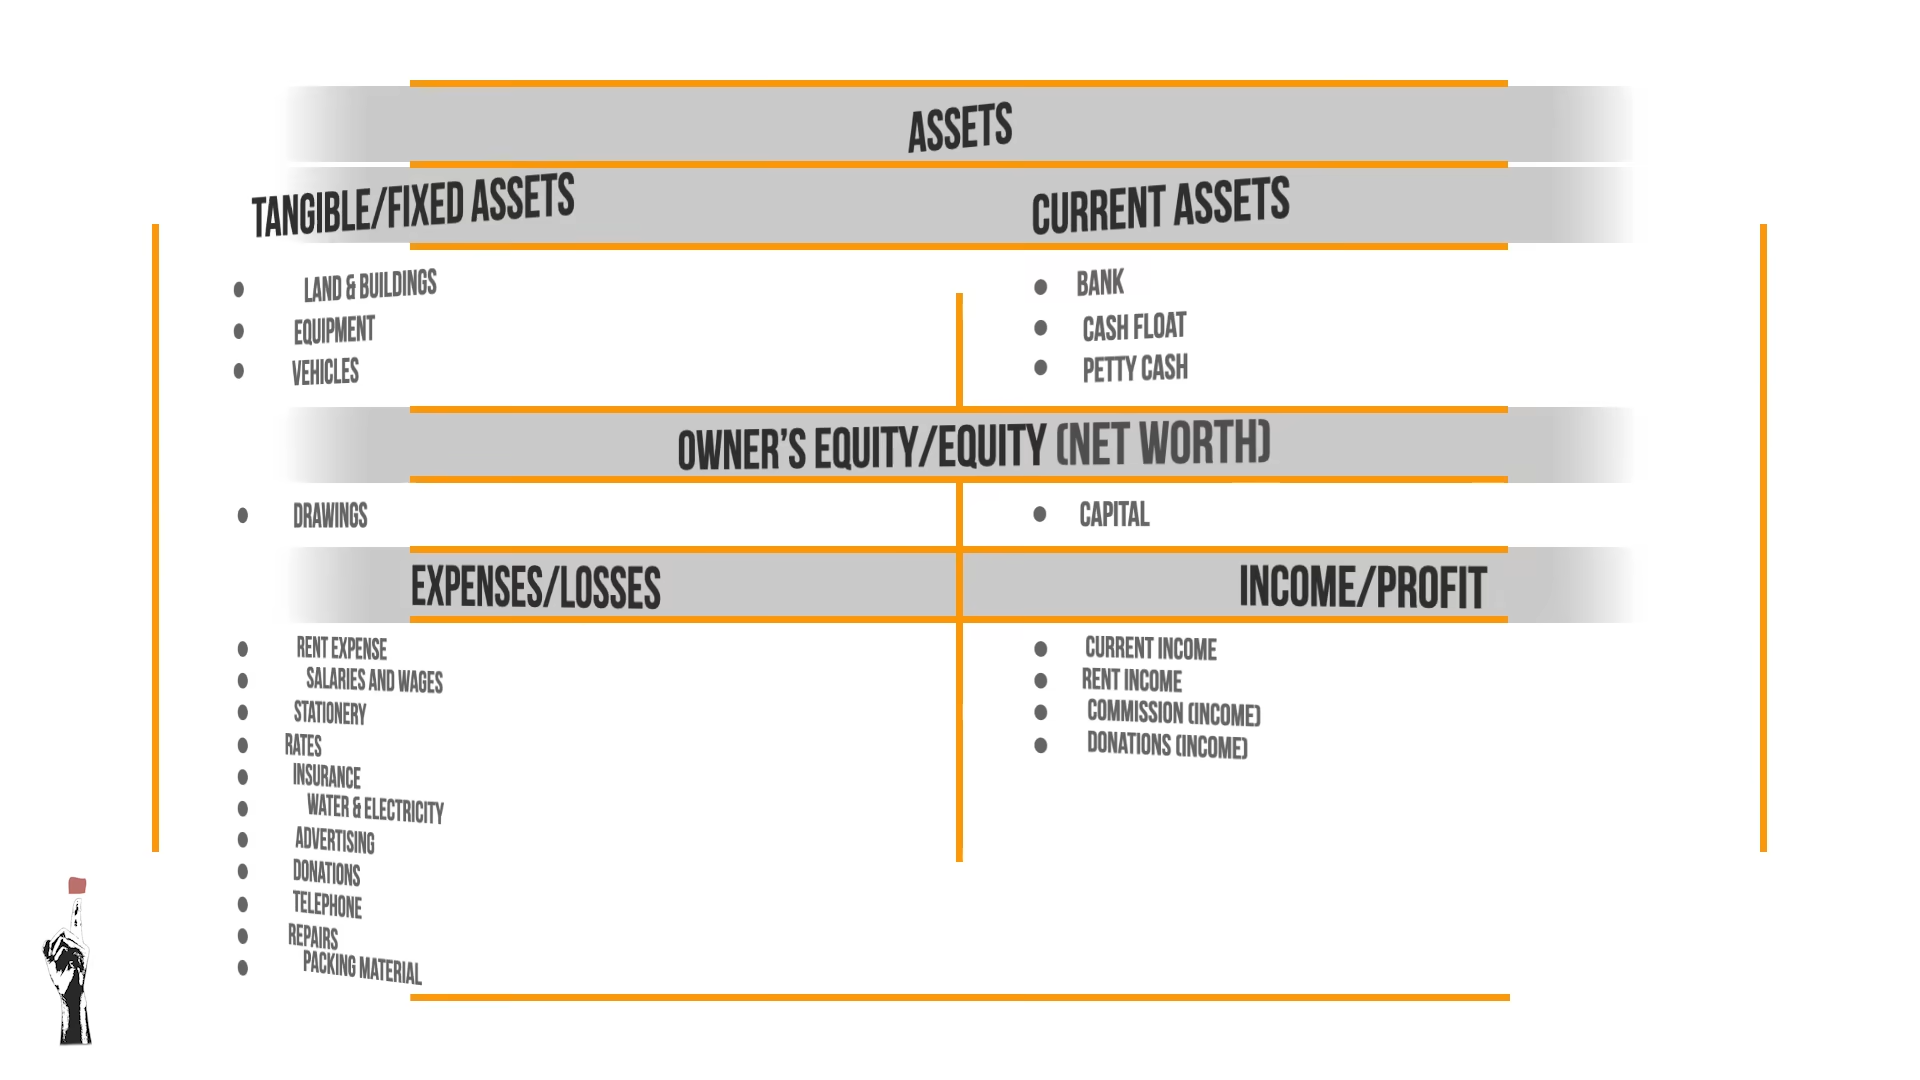 ASSETS
TANGIBLE/FIXED ASSETS
CURRENT ASSETS
• LAND & BUILDINGS
• EQUIPMENT
• VEHICLES
• BANK
• CASH FLOAT
• PETTY CASH
OWNER'S EQUITY/EQUITY (NET WORTH)
• DRAWINGS
• CAPITAL
EXPENSES/LOSSES
INCOME/PROFIT
• RENT EXPENSE
• SALARIES AND WAGES
• STATIONERY
• RATES
• INSURANCE
• WATER & ELECTRICITY
• ADVERTISING
• DONATIONS
• TELEPHONE
• REPAIRS
• PACKING MATERIAL
• CURRENT INCOME
• RENT INCOME
• COMMISSION (INCOME)
• DONATIONS (INCOME)